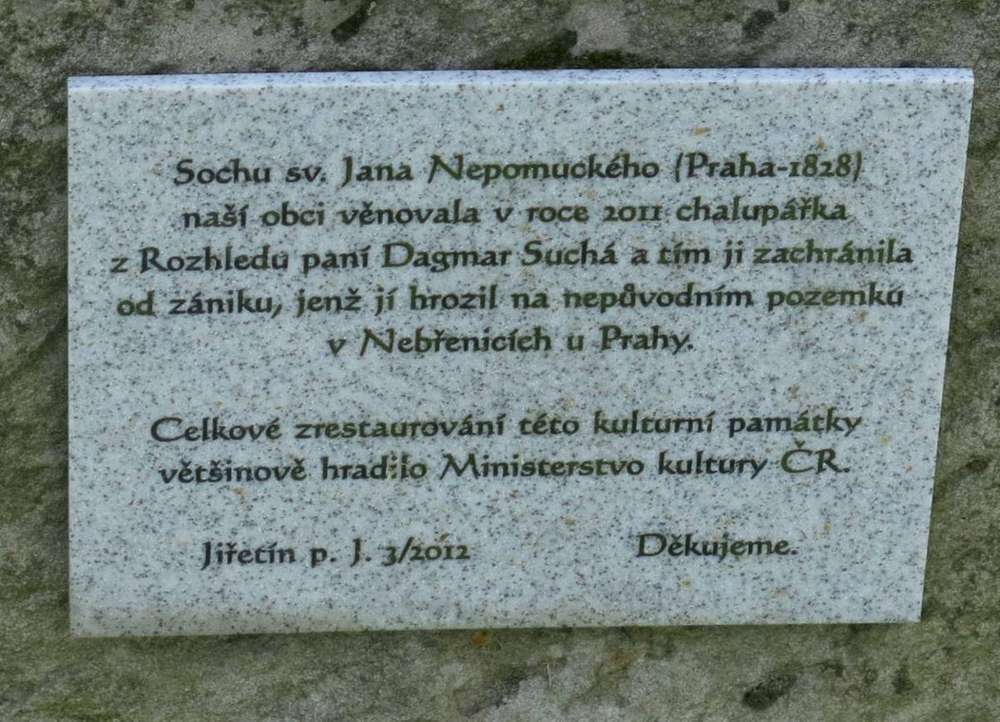 Sochu sv. Jana Nepomuckého (Praha-1828)
naší obci věnovala v roce 2011 chalupářka
z Rozhledu paní Dagmar Suchá a tím ji zachránila
od zániku, jenž jí hrozil na nepůvodním pozemku
v Nebřenicích u Prahy.
Celkové zrestaurování této kulturní památky
většinově hradilo Ministerstvo kultury ČR.
Jiřetín p. J. 3/2012 Děkujeme.